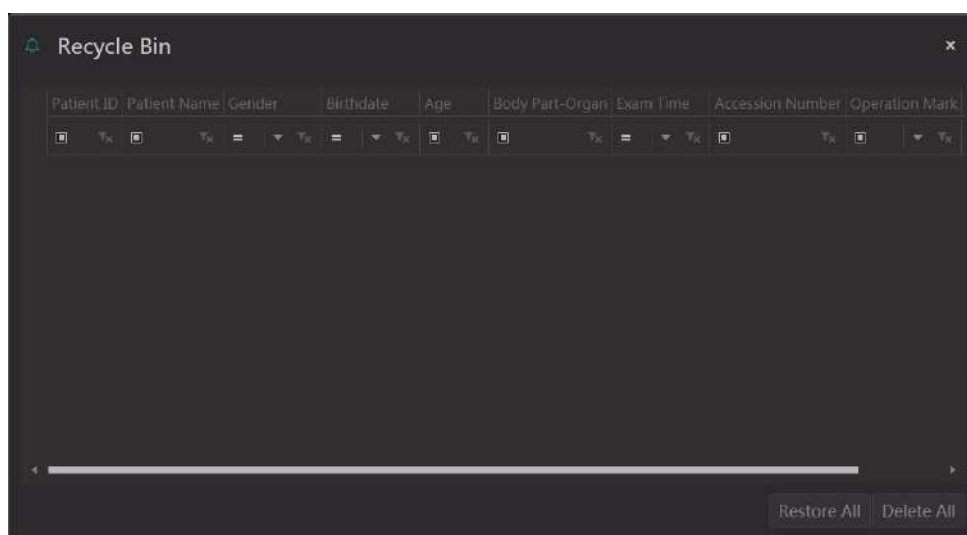 Recycle Bin
Patient ID Patient Name Gender Birthdate Age Body Part-Organ Exam Time Accession Number Operation Mark
Restore All Delete All